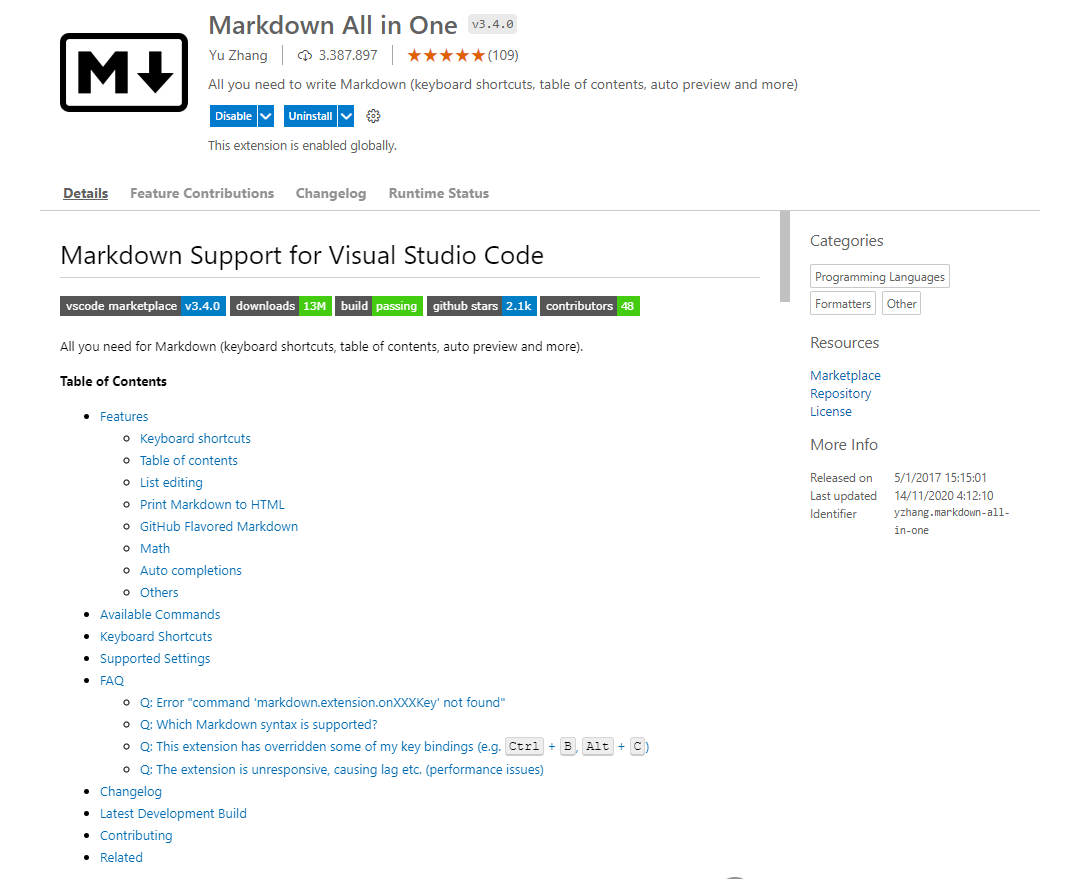 Markdown All in One v3.4.0
Yu Zhang 3.387.897 (109)
All you need to write Markdown (keyboard shortcuts, table of contents, auto preview and more)
Disable Uninstall
This extension is enabled globally.
M
Details Feature Contributions Changelog Runtime Status
Markdown Support for Visual Studio Code
vscode marketplace v3.4.0 downloads 13M build passing github stars 2.1k contributors 48
All you need for Markdown (keyboard shortcuts, table of contents, auto preview and more).
Table of Contents
Features
Keyboard shortcuts
Table of contents
List editing
Print Markdown to HTML
GitHub Flavored Markdown
Math
Auto completions
Others
Available Commands
Keyboard Shortcuts
Supported Settings
FAQ
Q: Error "command 'markdown.extension.onXXXKey' not found"
Q: Which Markdown syntax is supported?
Q: This extension has overridden some of my key bindings (e.g. Ctrl + B, Alt + C)
Q: The extension is unresponsive, causing lag etc. (performance issues)
Changelog
Latest Development Build
Contributing
Related
Categories
Programming Languages
Formatters Other
Resources
Marketplace
Repository
License
More Info
Released on 5/1/2017 15:15:01
Last updated 14/11/2020 4:12:10
Identifier yzhang.markdown-all-
in-one